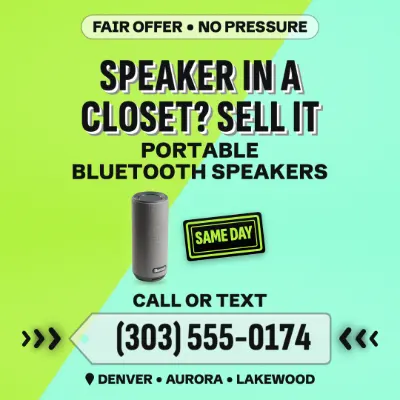 FAIR OFFER • NO PRESSURE
SPEAKER IN A
CLOSET? SELL IT
PORTABLE
BLUETOOTH SPEAKERS
SAME DAY
CALL OR TEXT
(303) 555-0174
DENVER • AURORA • LAKEWOOD